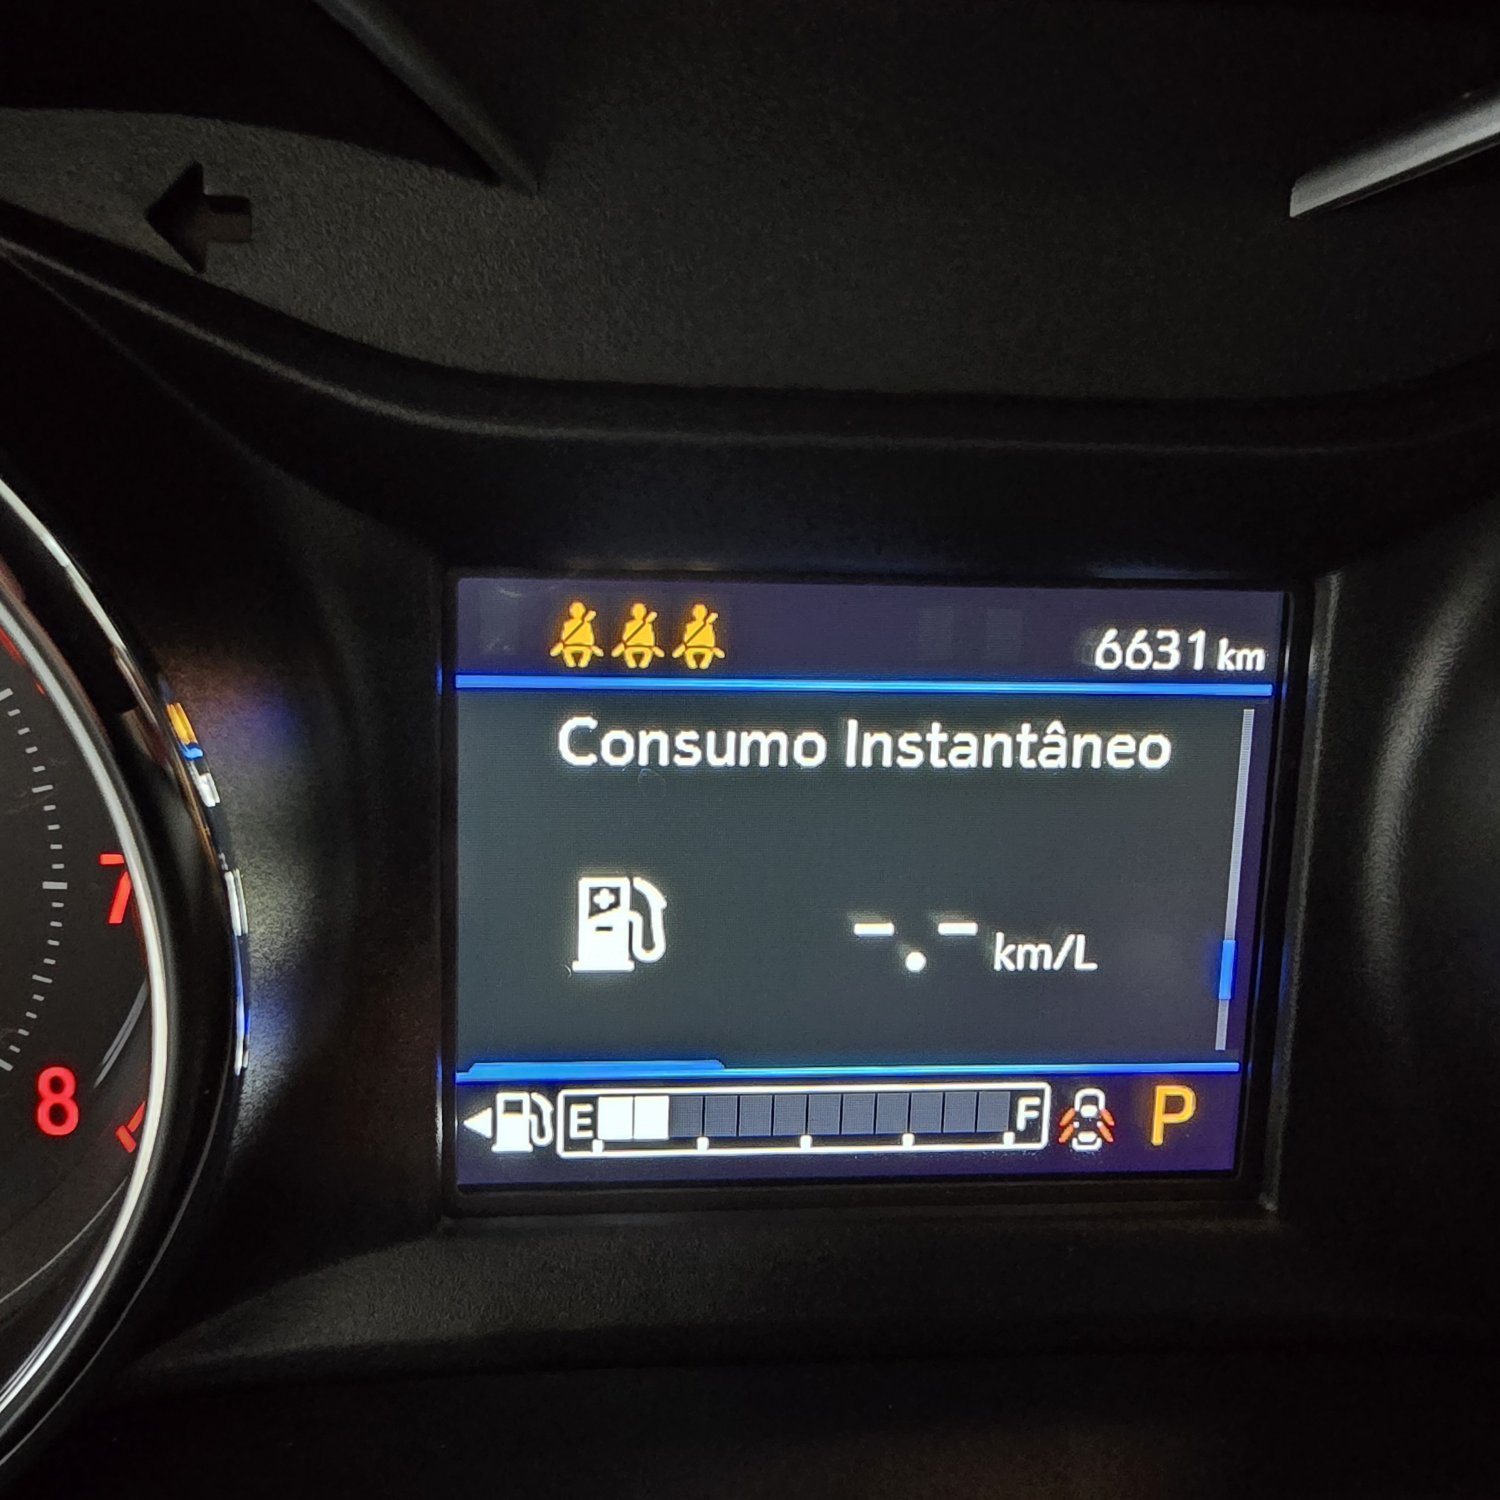 6631 km
Consumo Instantâneo
-.- km/L
7
8
E F P